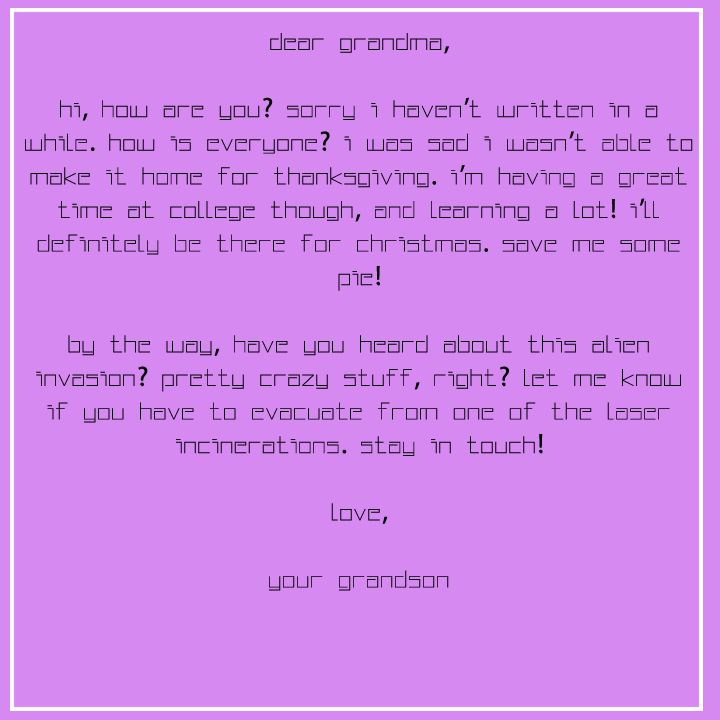 dear grandma,
hi, how are you? sorry i haven't written in a
while. how is everyone? i was sad i wasn't able to
make it home for thanksgiving. i'm having a great
time at college though, and learning a lot! i'll
definitely be there for christmas. save me some
pie!
by the way, have you heard about this alien
invasion? pretty crazy stuff, right? let me know
if you have to evacuate from one of the laser
incinerations. stay in touch!
love,
your grandson